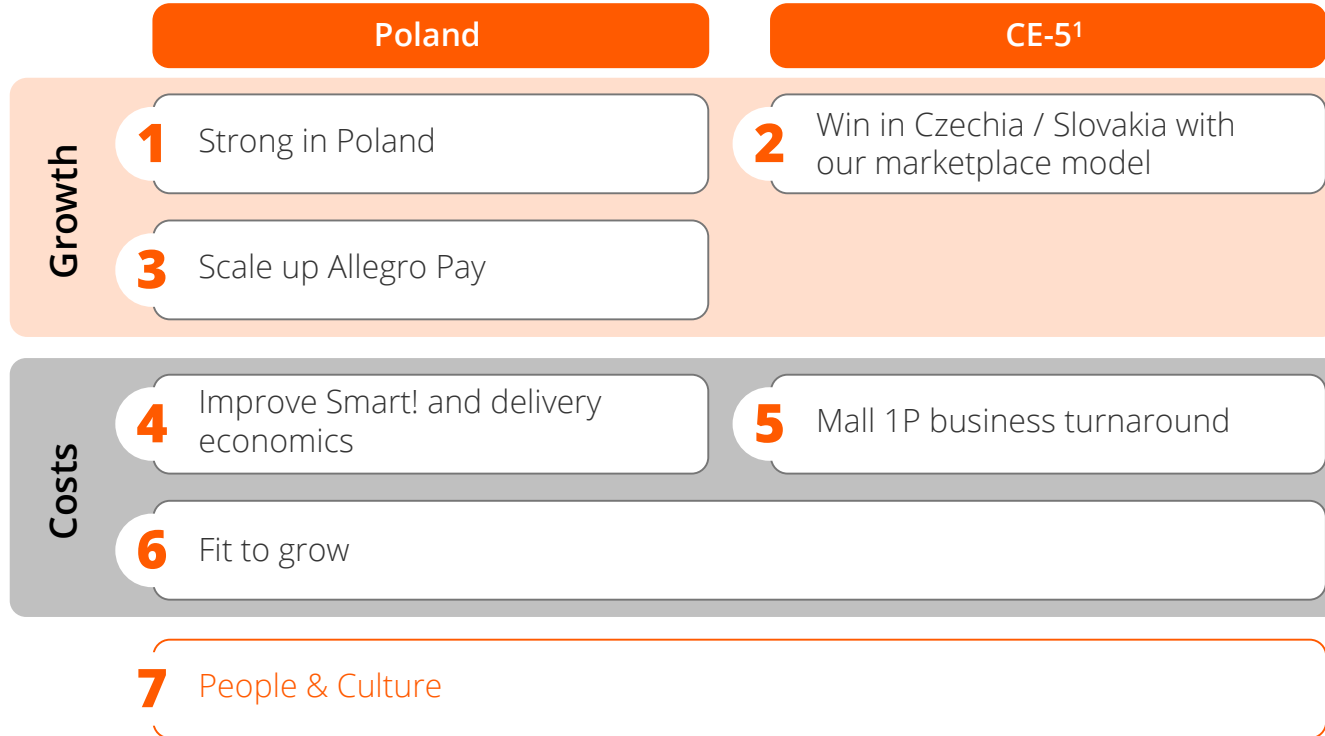 Poland
CE-5¹
Growth
1
Strong in Poland
2
Win in Czechia / Slovakia with
our marketplace model
3
Scale up Allegro Pay
Costs
4
Improve Smart! and delivery
economics
5
Mall 1P business turnaround
6
Fit to grow
7
People & Culture